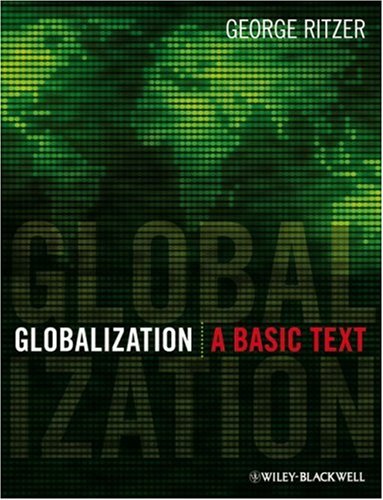 GEORGE RITZER
GLOBAL
GLOBALIZATION A BASIC TEXT
IZATION
WILEY-BLACKWELL